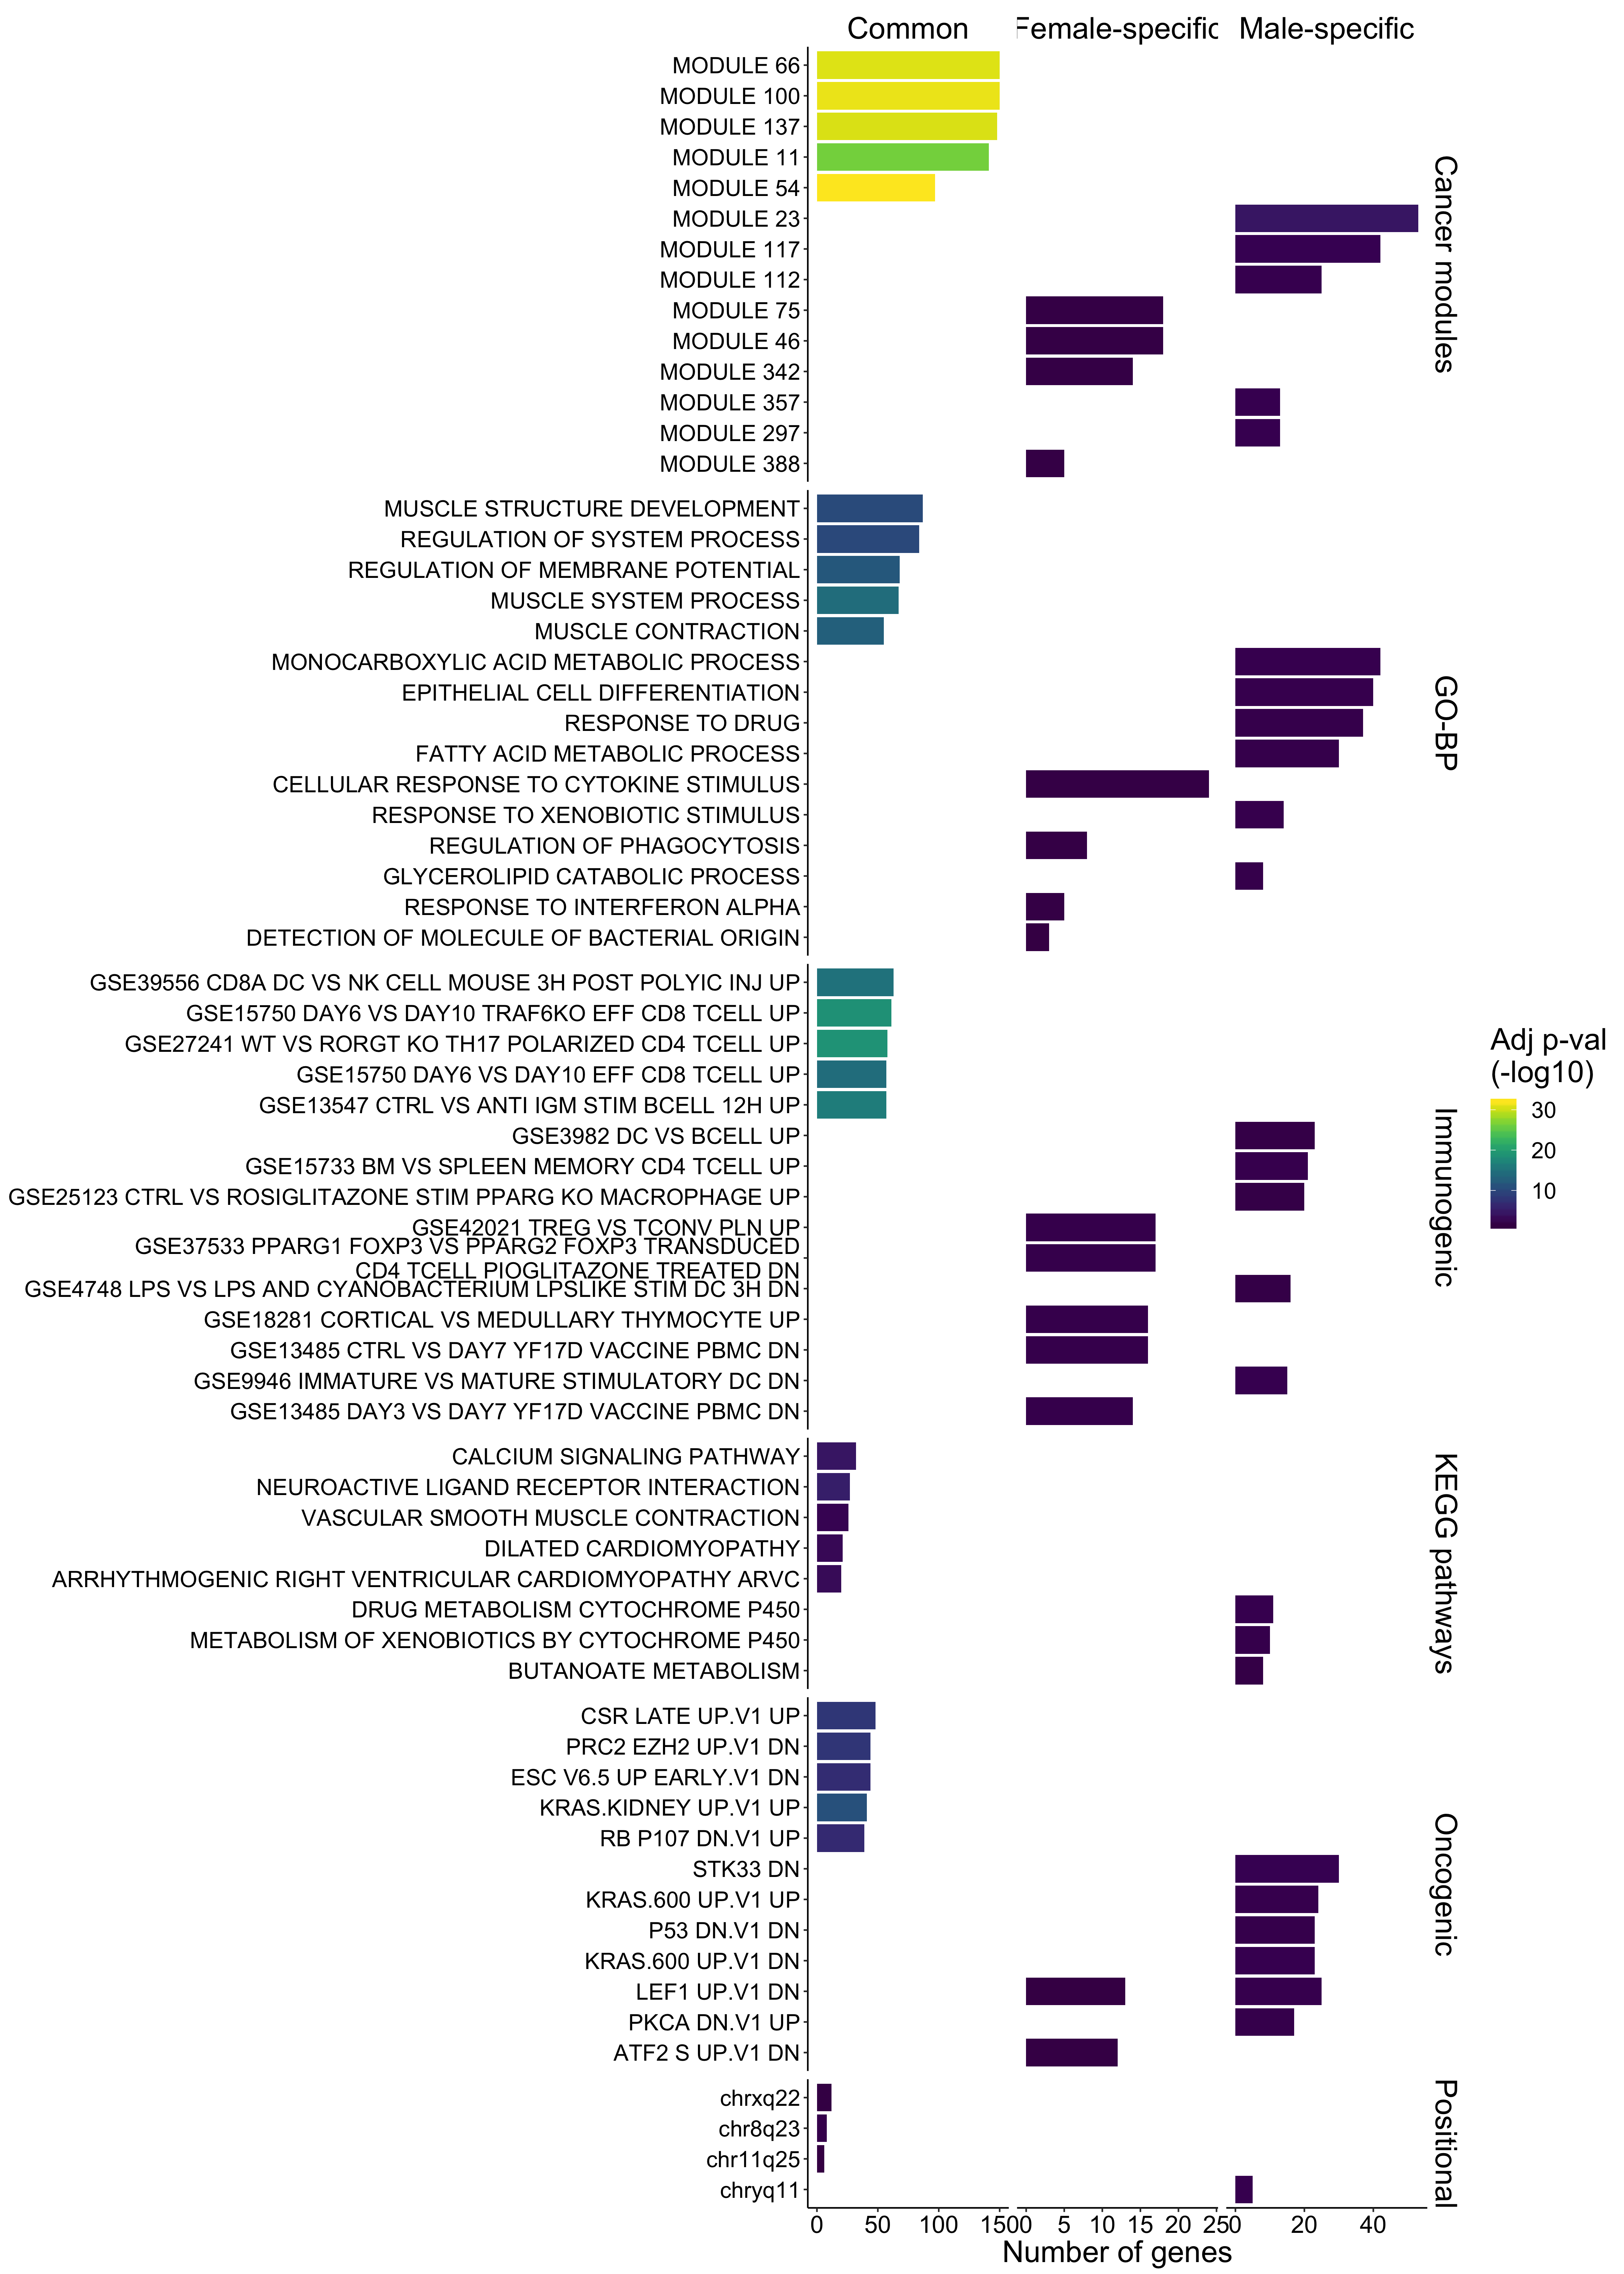 Common
Female-specific
Male-specific
MODULE 66
MODULE 100
MODULE 137
MODULE 11
MODULE 54
MODULE 23
MODULE 117
MODULE 112
MODULE 75
MODULE 46
MODULE 342
MODULE 357
MODULE 297
MODULE 388
Cancer modules
MUSCLE STRUCTURE DEVELOPMENT
REGULATION OF SYSTEM PROCESS
REGULATION OF MEMBRANE POTENTIAL
MUSCLE SYSTEM PROCESS
MUSCLE CONTRACTION
MONOCARBOXYLIC ACID METABOLIC PROCESS
EPITHELIAL CELL DIFFERENTIATION
RESPONSE TO DRUG
FATTY ACID METABOLIC PROCESS
CELLULAR RESPONSE TO CYTOKINE STIMULUS
RESPONSE TO XENOBIOTIC STIMULUS
REGULATION OF PHAGOCYTOSIS
GLYCEROLIPID CATABOLIC PROCESS
RESPONSE TO INTERFERON ALPHA
DETECTION OF MOLECULE OF BACTERIAL ORIGIN
GO-BP
GSE39556 CD8A DC VS NK CELL MOUSE 3H POST POLYIC INJ UP
GSE15750 DAY6 VS DAY10 TRAF6KO EFF CD8 TCELL UP
GSE27241 WT VS RORGT KO TH17 POLARIZED CD4 TCELL UP
GSE15750 DAY6 VS DAY10 EFF CD8 TCELL UP
GSE13547 CTRL VS ANTI IGM STIM BCELL 12H UP
GSE3982 DC VS BCELL UP
GSE15733 BM VS SPLEEN MEMORY CD4 TCELL UP
GSE25123 CTRL VS ROSIGLITAZONE STIM PPARG KO MACROPHAGE UP
GSE42021 TREG VS TCONV PLN UP
GSE37533 PPARG1 FOXP3 VS PPARG2 FOXP3 TRANSDUCED
CD4 TCELL PIOGLITAZONE TREATED DN
GSE4748 LPS VS LPS AND CYANOBACTERIUM LPSLIKE STIM DC 3H DN
GSE18281 CORTICAL VS MEDULLARY THYMOCYTE UP
GSE13485 CTRL VS DAY7 YF17D VACCINE PBMC DN
GSE9946 IMMATURE VS MATURE STIMULATORY DC DN
GSE13485 DAY3 VS DAY7 YF17D VACCINE PBMC DN
Immunogenic
CALCIUM SIGNALING PATHWAY
NEUROACTIVE LIGAND RECEPTOR INTERACTION
VASCULAR SMOOTH MUSCLE CONTRACTION
DILATED CARDIOMYOPATHY
ARRHYTHMOGENIC RIGHT VENTRICULAR CARDIOMYOPATHY ARVC
DRUG METABOLISM CYTOCHROME P450
METABOLISM OF XENOBIOTICS BY CYTOCHROME P450
BUTANOATE METABOLISM
KEGG pathways
CSR LATE UP.V1 UP
PRC2 EZH2 UP.V1 DN
ESC V6.5 UP EARLY.V1 DN
KRAS.KIDNEY UP.V1 UP
RB P107 DN.V1 UP
STK33 DN
KRAS.600 UP.V1 UP
P53 DN.V1 DN
KRAS.600 UP.V1 DN
LEF1 UP.V1 DN
PKCA DN.V1 UP
ATF2 S UP.V1 DN
Oncogenic
chrxq22
chr8q23
chr11q25
chryq11
Positional
0 50 100 150
0 5 10 15 20 25
0 20 40
Number of genes
Adj p-val
(-log10)
30
20
10